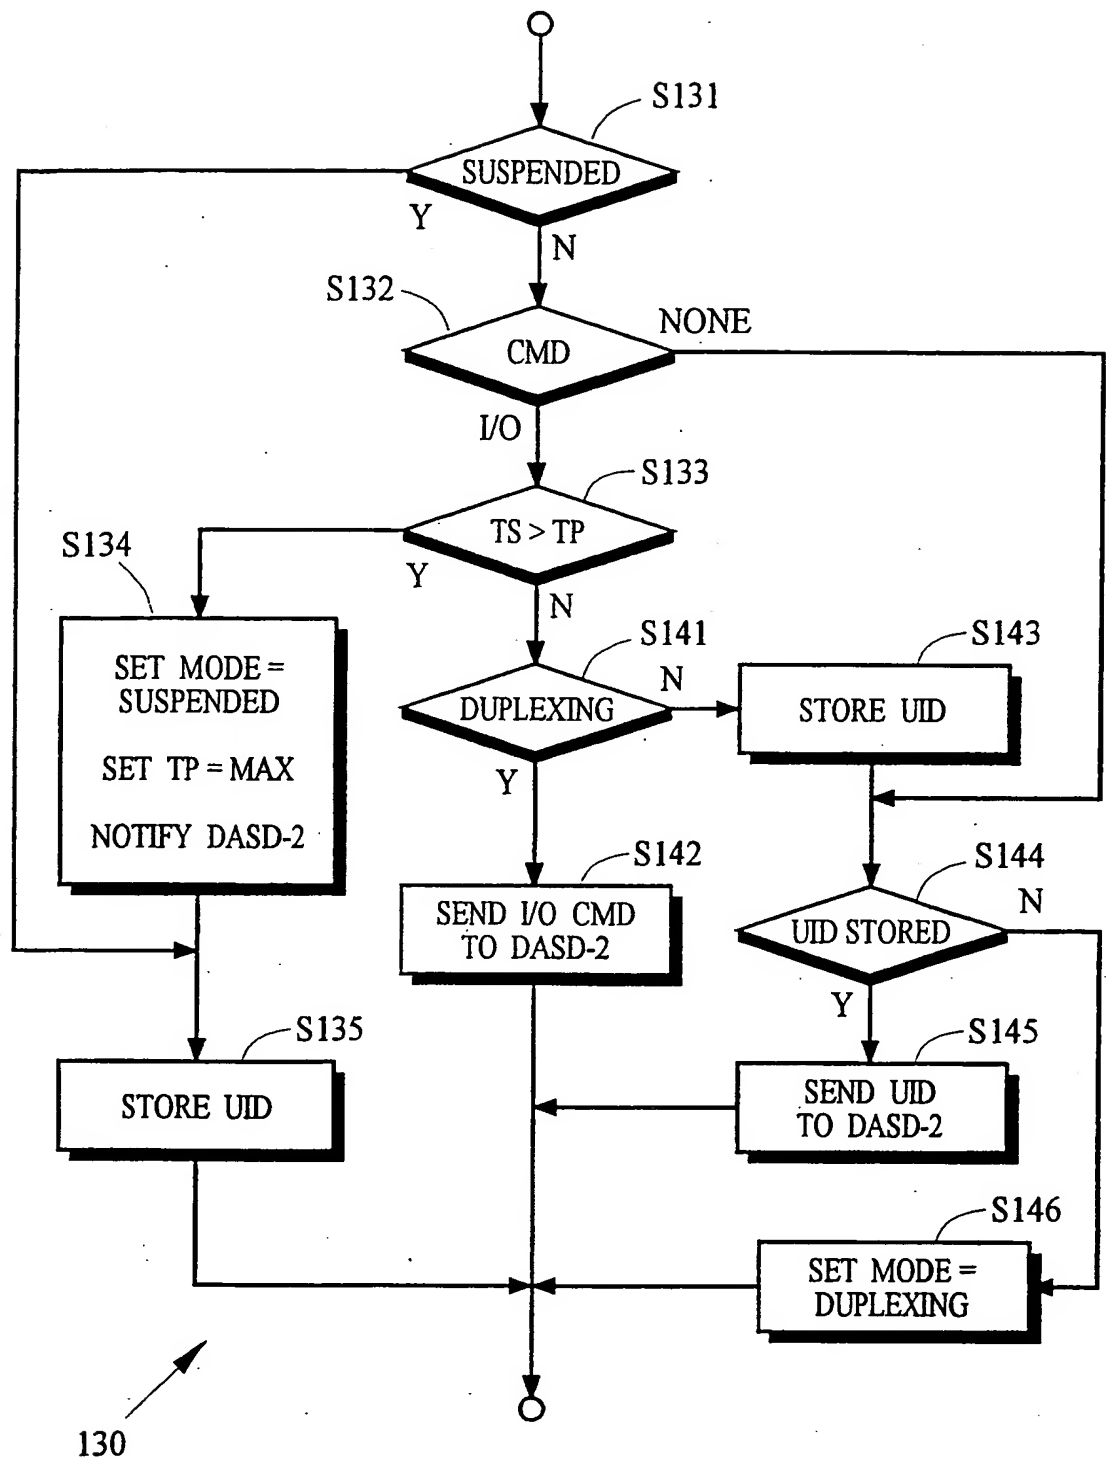 S131
SUSPENDED
Y
N
S132
NONE
CMD
I/O
S133
TS > TP
Y
N
S134
SET MODE =
SUSPENDED
SET TP = MAX
NOTIFY DASD-2
S141
DUPLEXING
N
Y
S143
STORE UID
S142
SEND I/O CMD
TO DASD-2
S144
UID STORED
N
Y
S135
STORE UID
S145
SEND UID
TO DASD-2
S146
SET MODE =
DUPLEXING
130